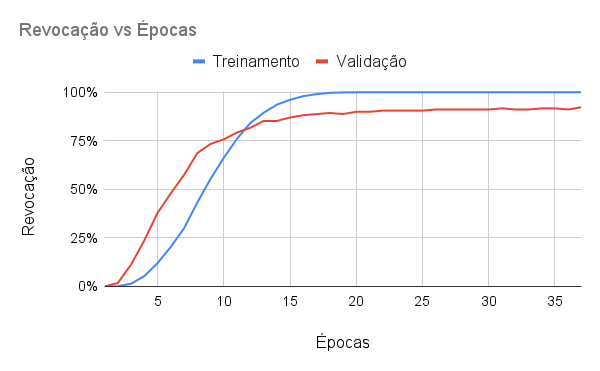 Revocação vs Épocas
Treinamento Validação
100%
75%
50%
25%
0%
Revocação
5 10 15 20 25 30 35
Épocas